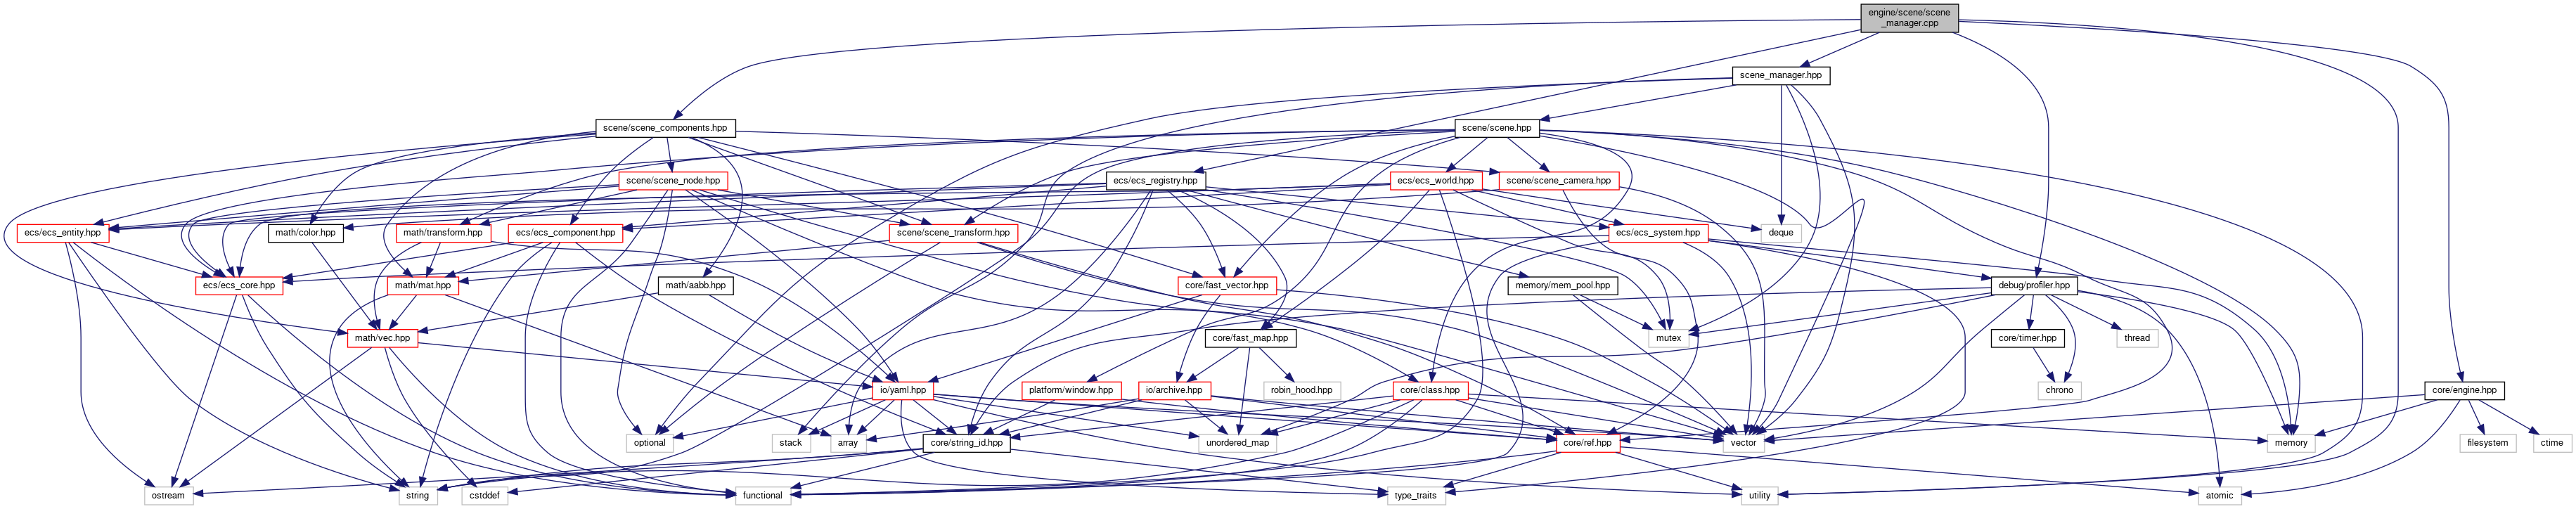 engine/scene/scene
_manager.cpp
scene_manager.hpp
scene/scene_components.hpp
scene/scene.hpp
scene/scene_node.hpp
ecs/ecs_registry.hpp
ecs/ecs_world.hpp
scene/scene_camera.hpp
ecs/ecs_entity.hpp
math/color.hpp
math/transform.hpp
ecs/ecs_component.hpp
scene/scene_transform.hpp
ecs/ecs_system.hpp
deque
ecs/ecs_core.hpp
math/mat.hpp
math/aabb.hpp
core/fast_vector.hpp
memory/mem_pool.hpp
debug/profiler.hpp
math/vec.hpp
core/fast_map.hpp
mutex
core/timer.hpp
thread
io/yaml.hpp
platform/window.hpp
io/archive.hpp
robin_hood.hpp
core/class.hpp
chrono
core/engine.hpp
optional
stack
array
core/string_id.hpp
unordered_map
core/ref.hpp
vector
memory
filesystem
ctime
ostream
string
cstddef
functional
type_traits
utility
atomic